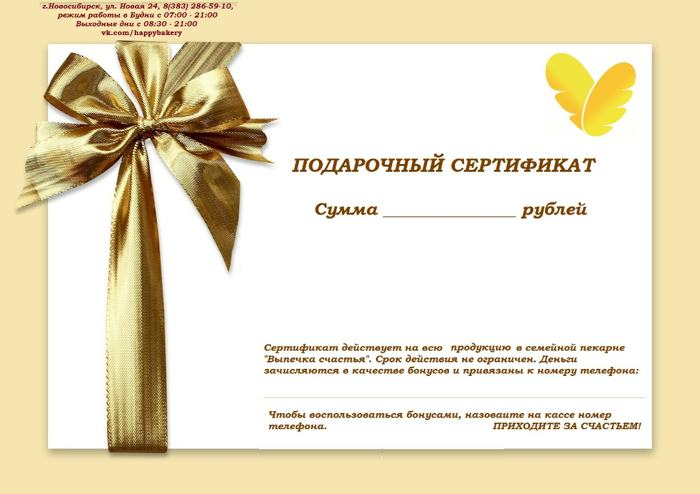 г.Новосибирск, ул. Новая 24, 8(383) 286-59-10,
режим работы в Будни с 07:00 - 21:00
Выходные дни с 08:30 - 21:00
vk.com/happybakery
ПОДАРОЧНЫЙ СЕРТИФИКАТ
Сумма ________________ рублей
Сертификат действует на всю продукцию в семейной пекарне
"Выпечка счастья". Срок действия не ограничен. Деньги
зачисляются в качестве бонусов и привязаны к номеру телефона:
Чтобы воспользоваться бонусами, назовите на кассе номер
телефона. ПРИХОДИТЕ ЗА СЧАСТЬЕМ!